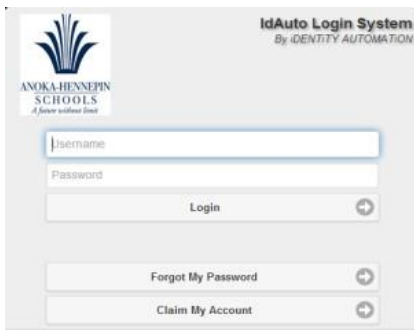 IdAuto Login System
By iDENTiTY AUTOMATiON
ANOKA-HENNEPIN
SCHOOLS
A future without limit
Username
Password
Login
Forgot My Password
Claim My Account